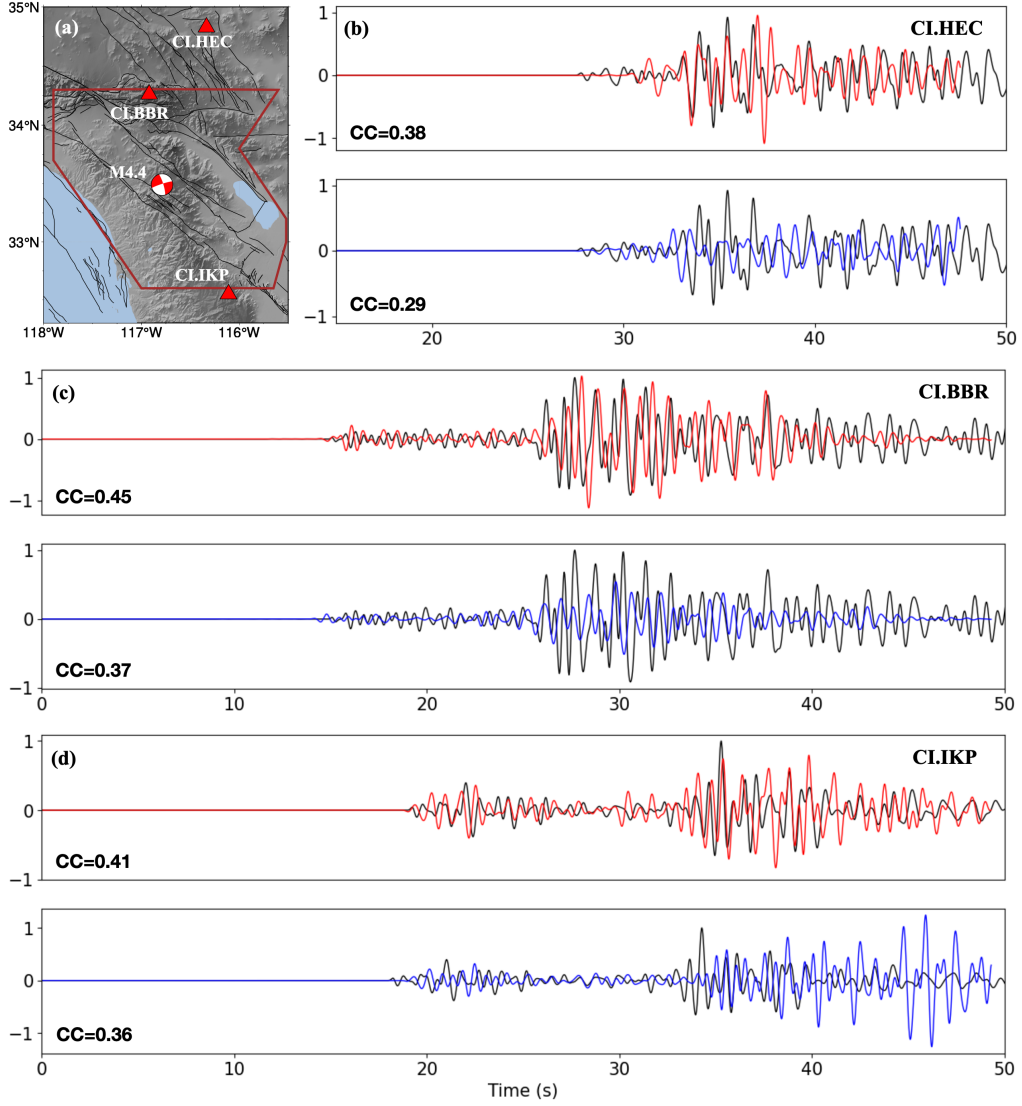 35°N
(a)
CI.HEC
CI.BBR
34°N
M4.4
33°N
CI.IKP
118°W
117°W
116°W
(b)
CI.HEC
1
0
−1
CC=0.38
1
0
−1
CC=0.29
20
30
40
50
(c)
CI.BBR
1
0
−1
CC=0.45
1
0
−1
CC=0.37
0
10
20
30
40
50
(d)
CI.IKP
1
0
−1
CC=0.41
1
0
−1
CC=0.36
0
10
20
30
40
50
Time (s)